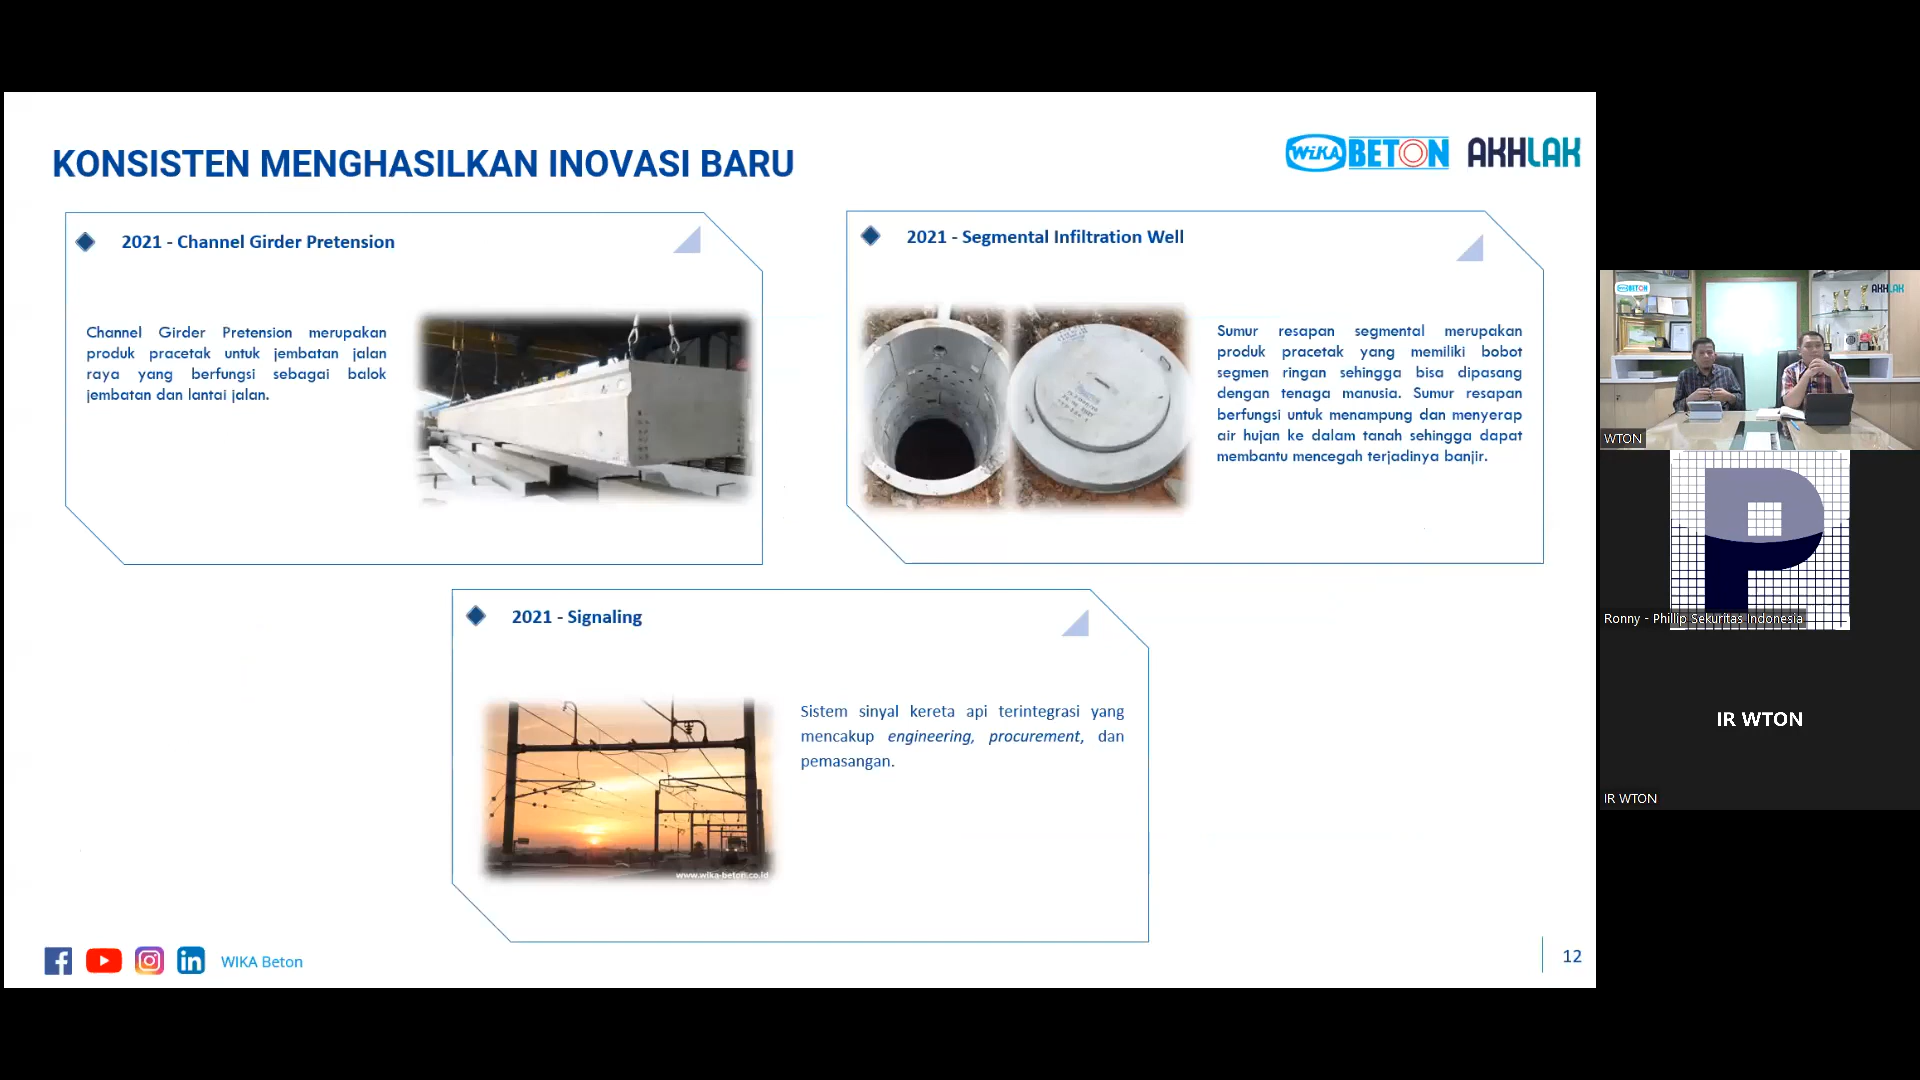 KONSISTEN MENGHASILKAN INOVASI BARU
WiKA BETON AKHLAK
2021 - Channel Girder Pretension
Channel Girder Pretension merupakan
produk pracetak untuk jembatan jalan
raya yang berfungsi sebagai balok
jembatan dan lantai jalan.
2021 - Segmental Infiltration Well
Sumur resapan segmental merupakan
produk pracetak yang memiliki bobot
segmen ringan sehingga bisa dipasang
dengan tenaga manusia. Sumur resapan
berfungsi untuk menampung dan menyerap
air hujan ke dalam tanah sehingga dapat
membantu mencegah terjadinya banjir.
2021 - Signaling
Sistem sinyal kereta api terintegrasi yang
mencakup engineering, procurement, dan
pemasangan.
www.wika-beton.co.id
WIKA Beton
12
WiKA BETON
AKHLAK
WTON
Ronny - Phillip Sekuritas Indonesia
IR WTON
IR WTON